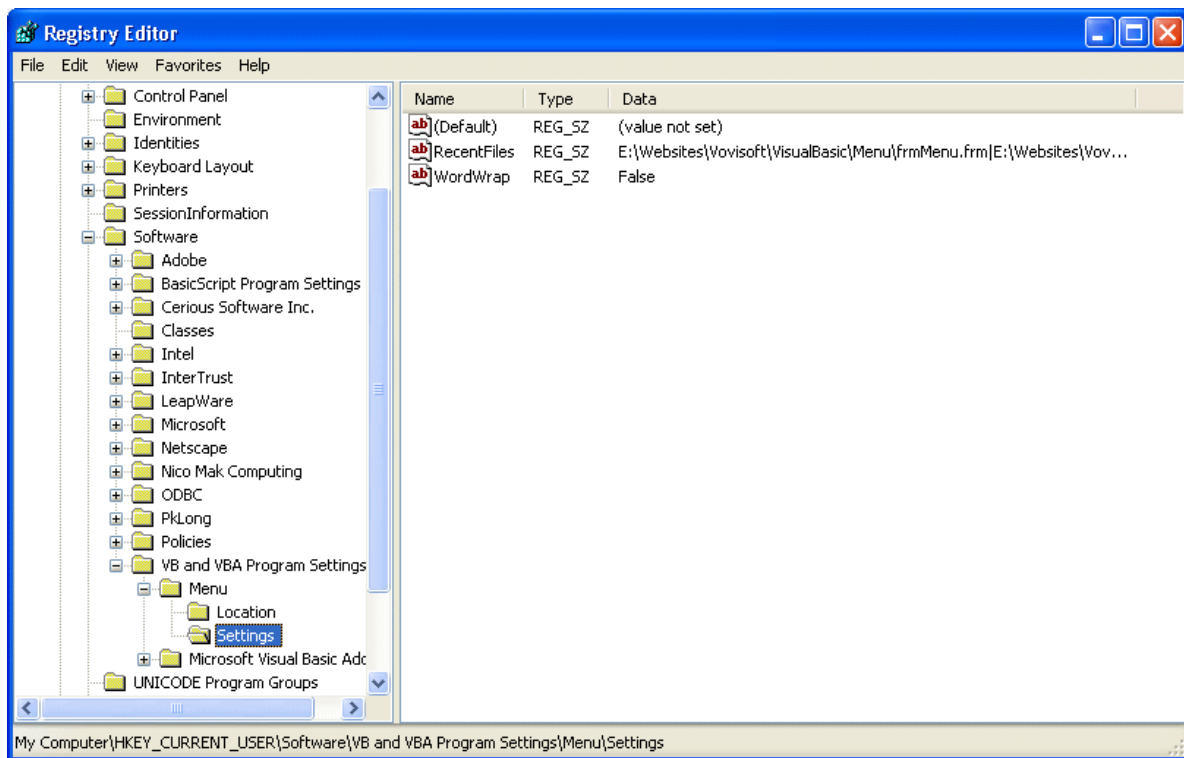 Registry Editor
File Edit View Favorites Help
Control Panel
Environment
Identities
Keyboard Layout
Printers
SessionInformation
Software
Adobe
BasicScript Program Settings
Cerious Software Inc.
Classes
Intel
InterTrust
LeapWare
Microsoft
Netscape
Nico Mak Computing
ODBC
PkLong
Policies
VB and VBA Program Settings
Menu
Location
Settings
Microsoft Visual Basic Adc
UNICODE Program Groups
Name Type Data
(Default) REG_SZ (value not set)
RecentFiles REG_SZ E:\Websites\Vovisoft\VisualBasic\Menu\frmMenu.frm|E:\Websites\Vov...
WordWrap REG_SZ False
My Computer\HKEY_CURRENT_USER\Software\VB and VBA Program Settings\Menu\Settings